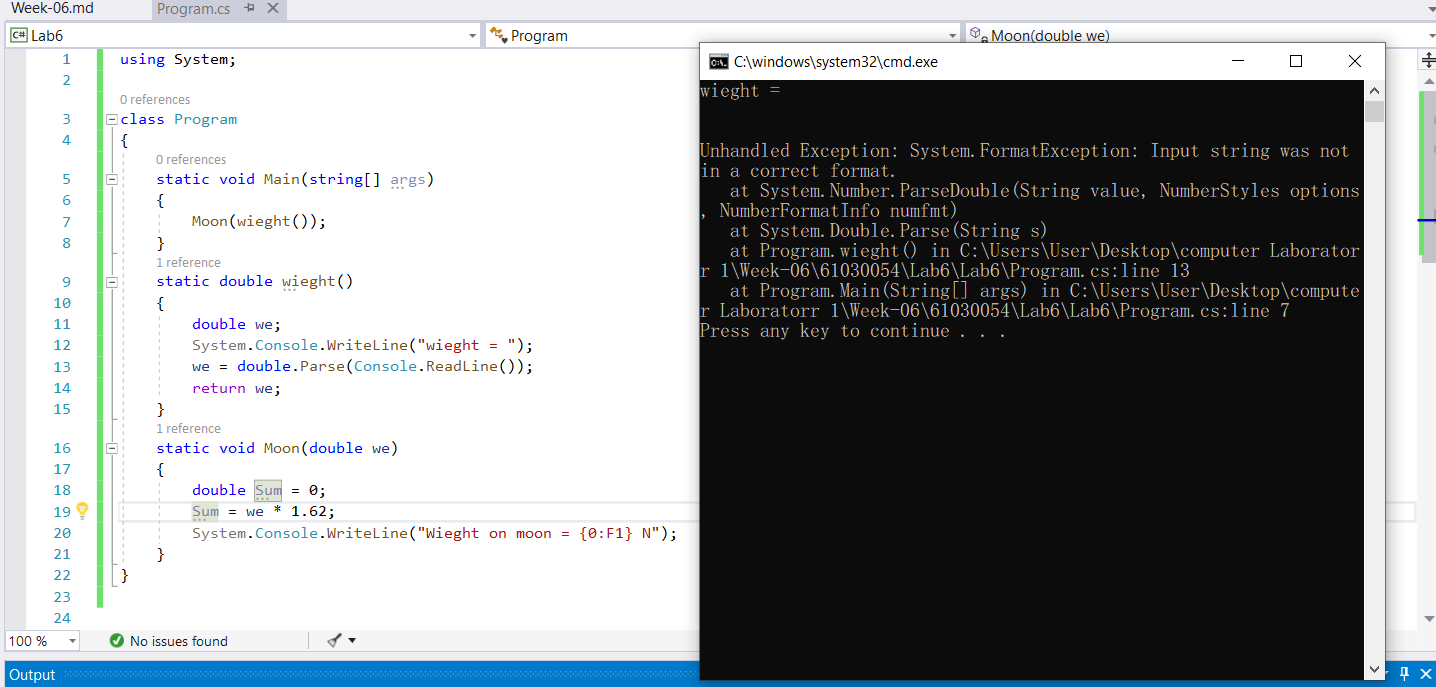 Week-06.md Program.cs
Lab6 Program Moon(double we)
1 using System;
2
0 references
3 class Program
4 {
0 references
5 static void Main(string[] args)
6 {
7 Moon(wieght());
8 }
1 reference
9 static double wieght()
10 {
11 double we;
12 System.Console.WriteLine("wieght = ");
13 we = double.Parse(Console.ReadLine());
14 return we;
15 }
1 reference
16 static void Moon(double we)
17 {
18 double Sum = 0;
19 Sum = we * 1.62;
20 System.Console.WriteLine("Wieght on moon = {0:F1} N");
21 }
22 }
23
24
100 % No issues found
Output
C:\windows\system32\cmd.exe
wieght =
Unhandled Exception: System.FormatException: Input string was not
in a correct format.
at System.Number.ParseDouble(String value, NumberStyles options
, NumberFormatInfo numfmt)
at System.Double.Parse(String s)
at Program.wieght() in C:\Users\User\Desktop\computer Laborator
r 1\Week-06\61030054\Lab6\Lab6\Program.cs:line 13
at Program.Main(String[] args) in C:\Users\User\Desktop\compute
r Laboratorr 1\Week-06\61030054\Lab6\Lab6\Program.cs:line 7
Press any key to continue . . .